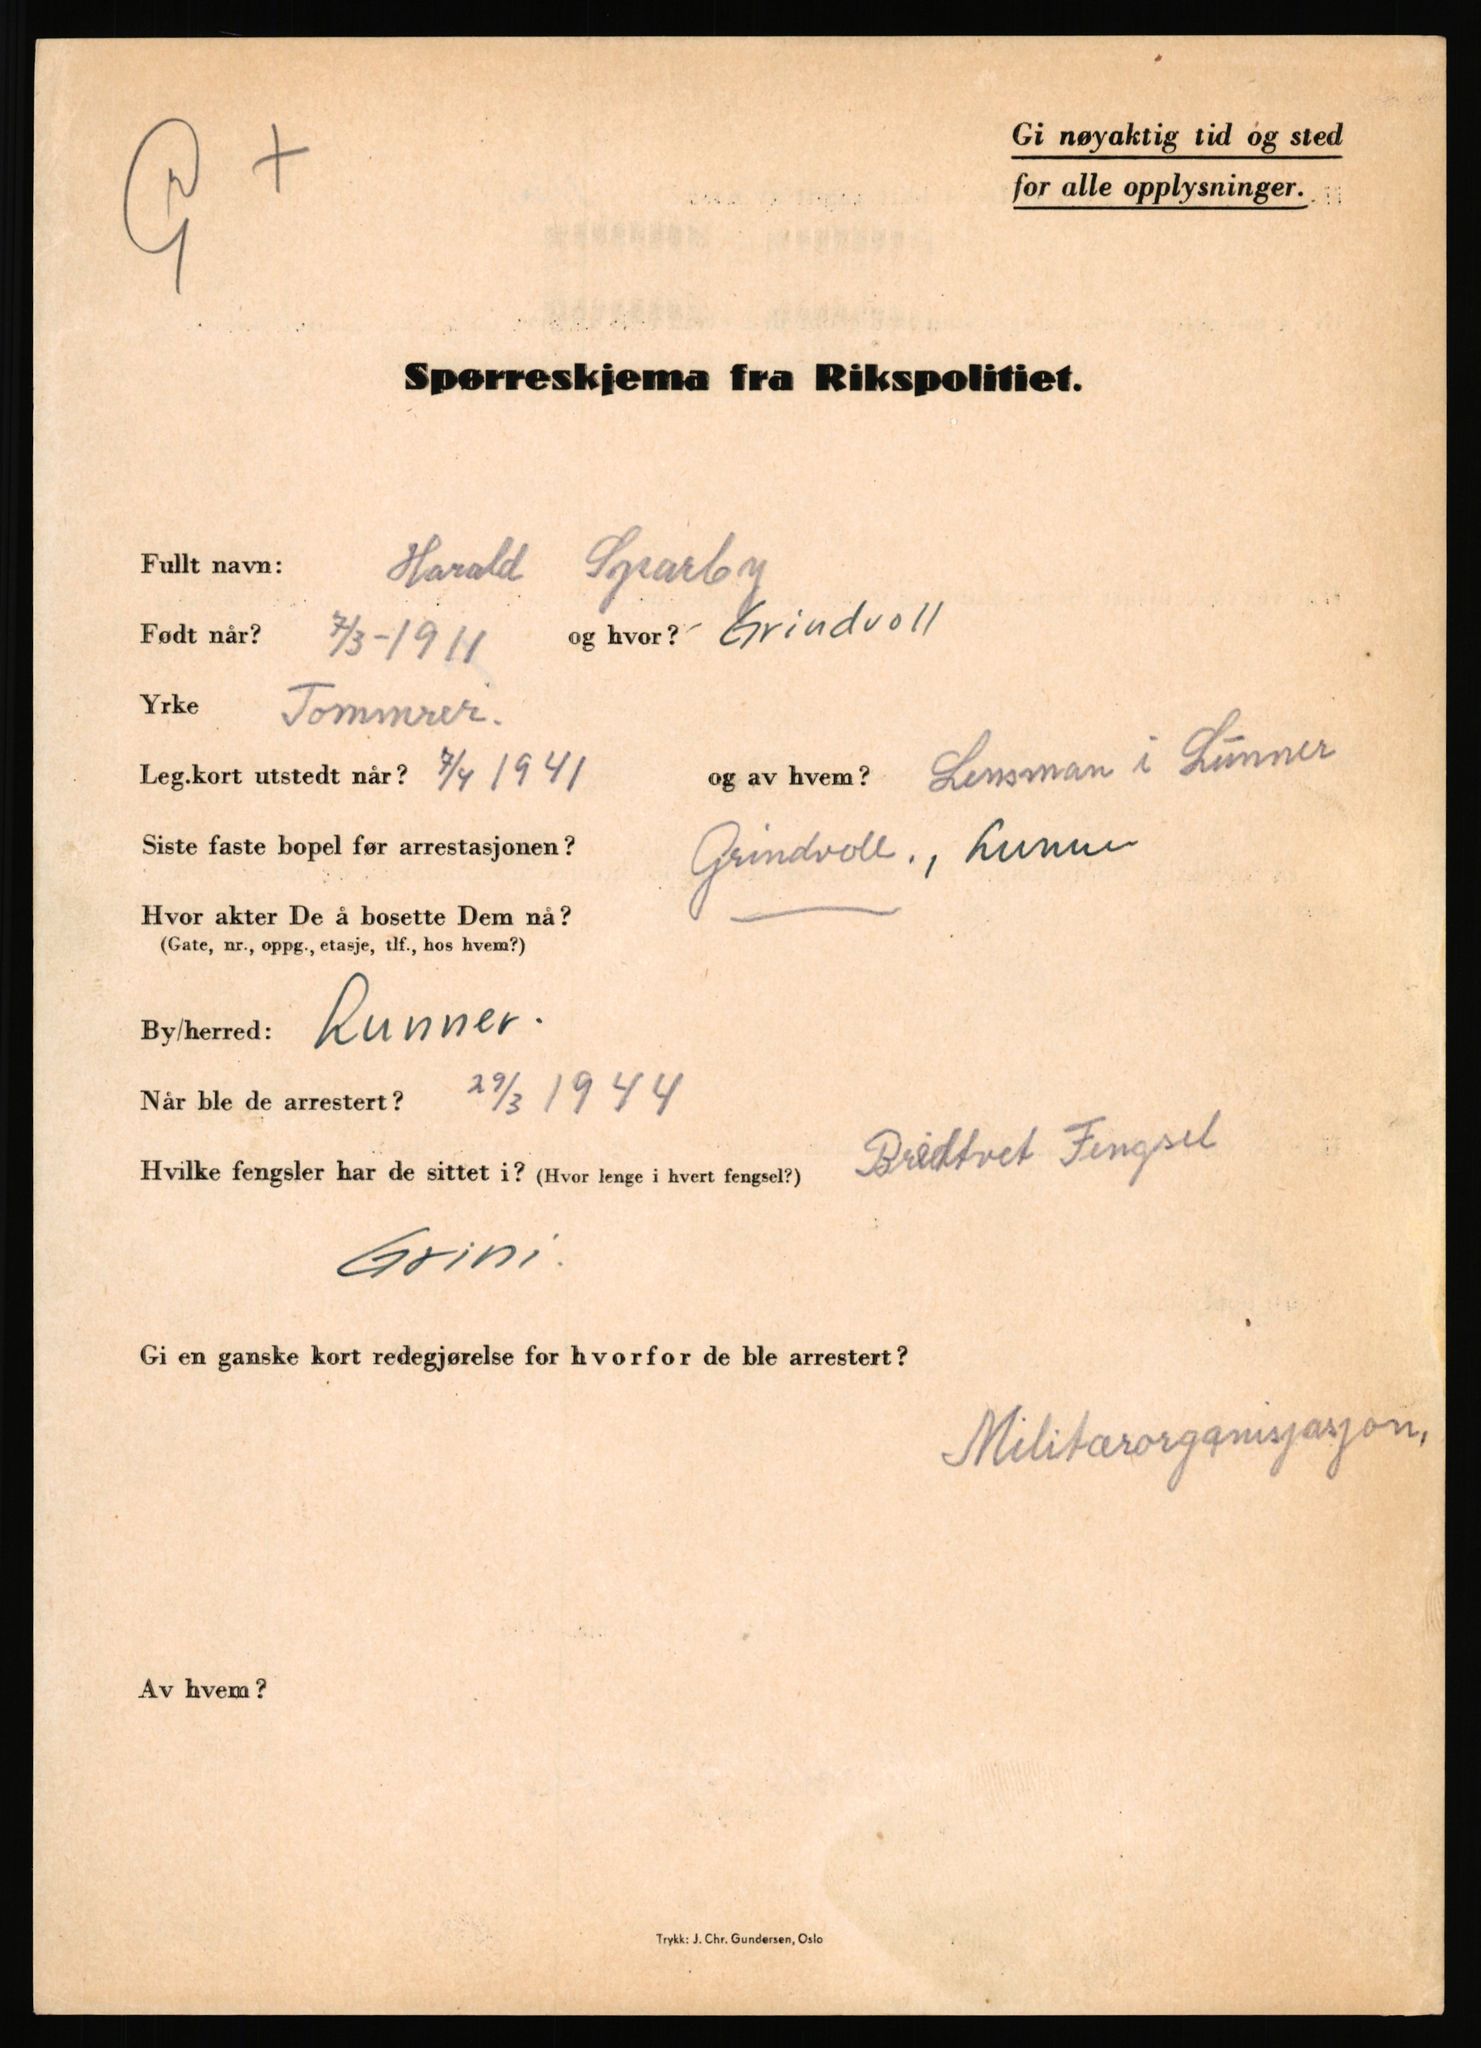 Gr +
Gi nøyaktig tid og sted
for alle opplysninger.
Spørreskjema fra Rikspolitiet.
Fullt navn: Harald Sparby
Født når? 7/3-1911 og hvor? Grindvoll
Yrke Tommrer.
Leg.kort utstedt når? 7/4 1941 og av hvem? Lensman i Lunner
Siste faste bopel før arrestasjonen? Grindvoll., Lunner
Hvor akter De å bosette Dem nå?
(Gate, nr., oppg., etasje, tlf., hos hvem?)
By/herred: Lunner.
Når ble de arrestert? 29/3 1944
Hvilke fengsler har de sittet i? (Hvor lenge i hvert fengsel?) Bredtvet Fengsel
Grini.
Gi en ganske kort redegjørelse for hvorfor de ble arrestert?
Militærorganisjasjon,
Av hvem?
Trykk: J. Chr. Gundersen, Oslo